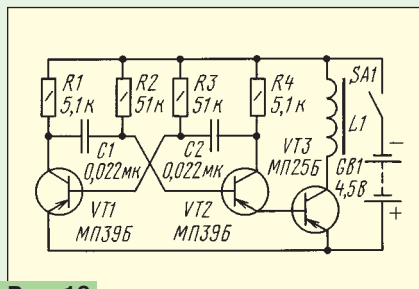 R1 R2 R3 R4
5,1к 51к 51к 5,1к
SA1
L1
C1 C2
0,022мк 0,022мк
VT1 VT2 VT3
МП39Б МП39Б МП25Б
GB1
4,5В
− +